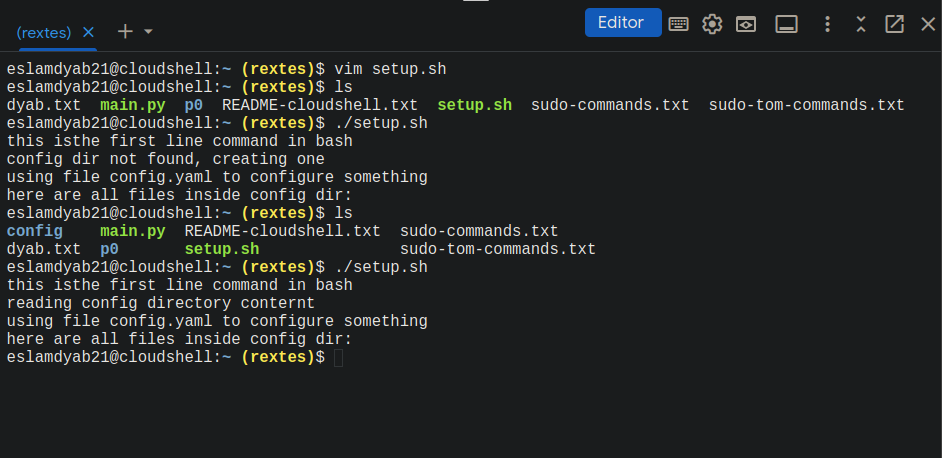 (rextes)
Editor
eslamdyab21@cloudshell:~ (rextes)$ vim setup.sh
eslamdyab21@cloudshell:~ (rextes)$ ls
dyab.txt  main.py  p0  README-cloudshell.txt  setup.sh  sudo-commands.txt  sudo-tom-commands.txt
eslamdyab21@cloudshell:~ (rextes)$ ./setup.sh
this isthe first line command in bash
config dir not found, creating one
using file config.yaml to configure something
here are all files inside config dir:
eslamdyab21@cloudshell:~ (rextes)$ ls
config    main.py  README-cloudshell.txt  sudo-commands.txt
dyab.txt  p0       setup.sh               sudo-tom-commands.txt
eslamdyab21@cloudshell:~ (rextes)$ ./setup.sh
this isthe first line command in bash
reading config directory conternt
using file config.yaml to configure something
here are all files inside config dir:
eslamdyab21@cloudshell:~ (rextes)$